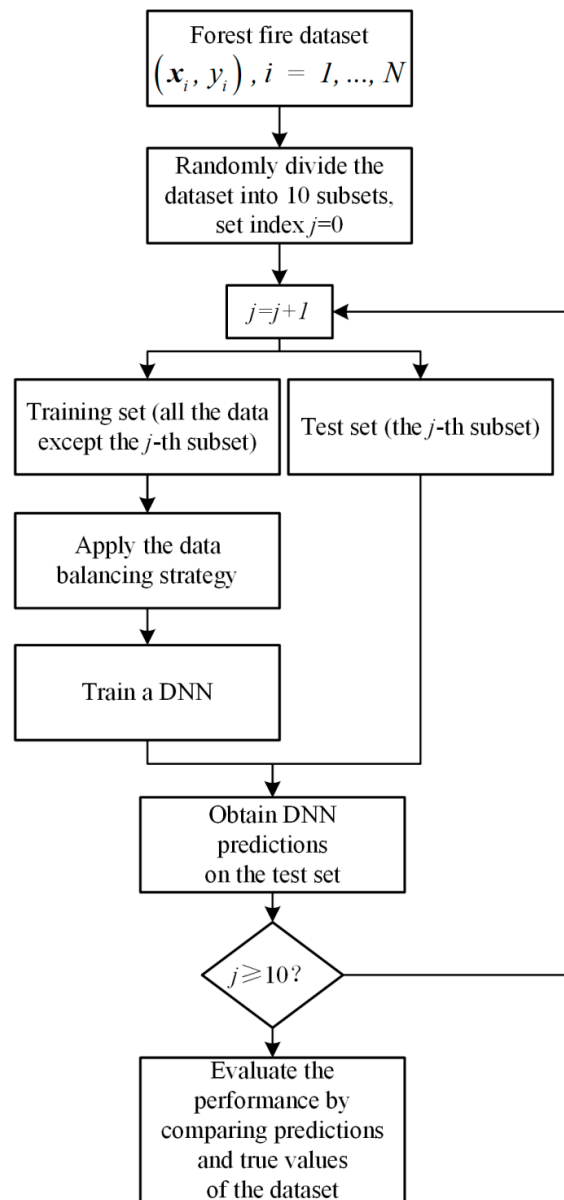 Forest fire dataset
(x_i, y_i), i = 1, ..., N
Randomly divide the
dataset into 10 subsets,
set index j=0
j=j+1
Training set (all the data
except the j-th subset)
Test set (the j-th subset)
Apply the data
balancing strategy
Train a DNN
Obtain DNN
predictions
on the test set
j≥10?
Evaluate the
performance by
comparing predictions
and true values
of the dataset